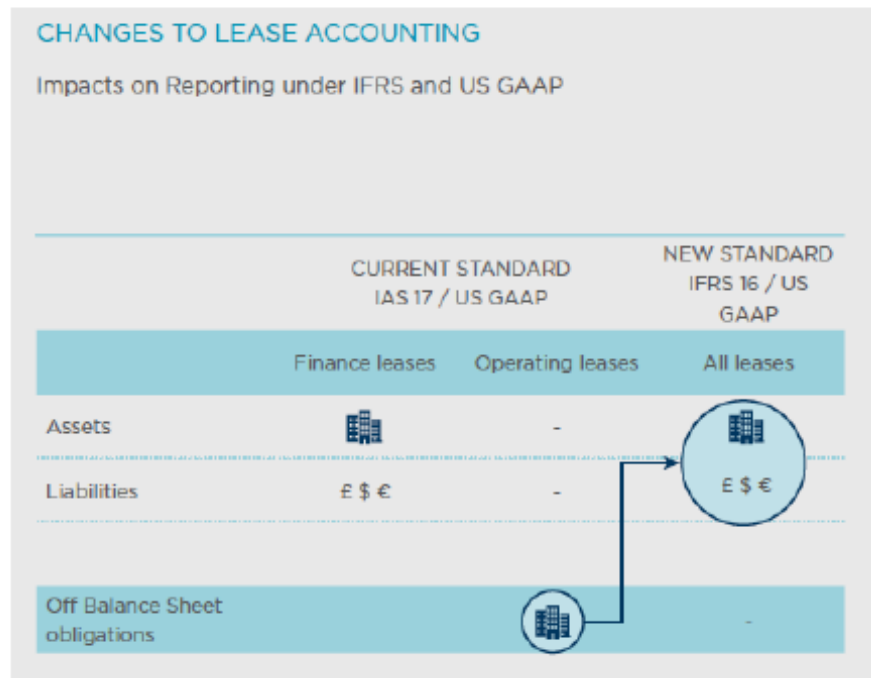 CHANGES TO LEASE ACCOUNTING
Impacts on Reporting under IFRS and US GAAP
CURRENT STANDARD
IAS 17 / US GAAP
NEW STANDARD
IFRS 16 / US
GAAP
Finance leases Operating leases All leases
Assets -
Liabilities £ $ € - £ $ €
Off Balance Sheet
obligations -